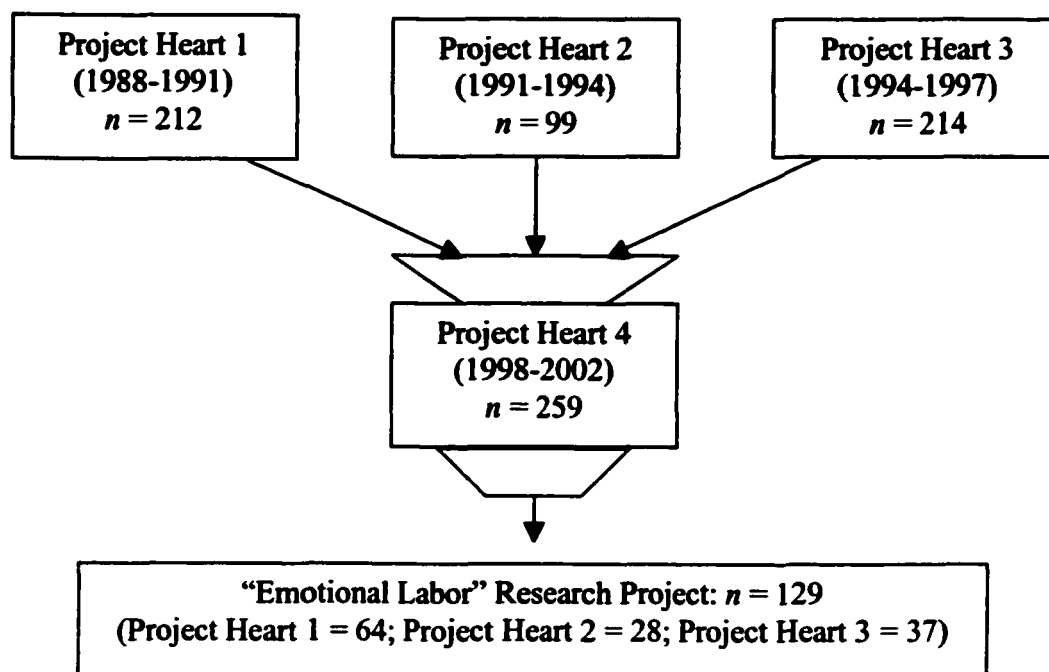 Project Heart 1
(1988-1991)
n = 212
Project Heart 2
(1991-1994)
n = 99
Project Heart 3
(1994-1997)
n = 214
Project Heart 4
(1998-2002)
n = 259
“Emotional Labor” Research Project: n = 129
(Project Heart 1 = 64; Project Heart 2 = 28; Project Heart 3 = 37)